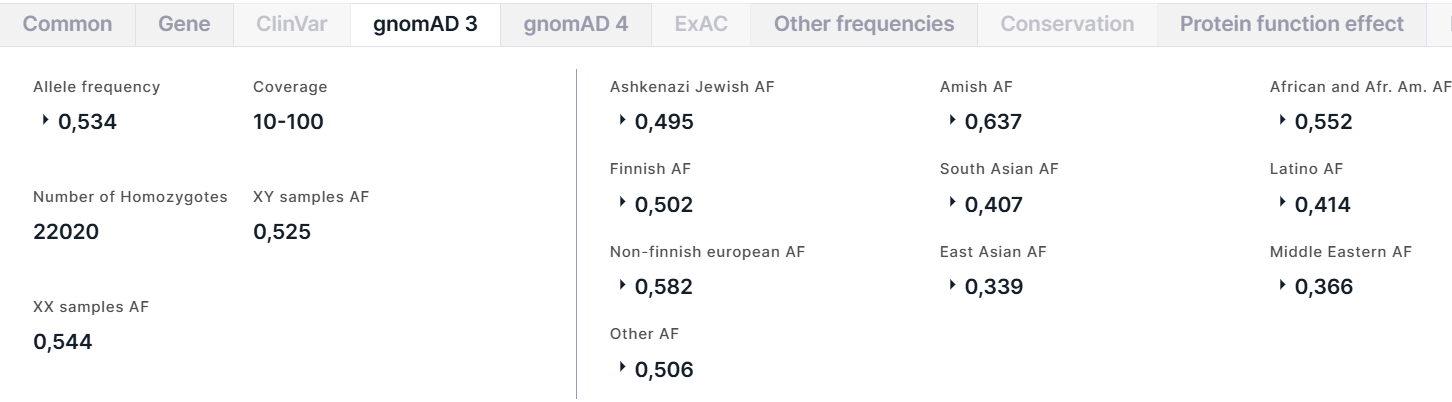 Common Gene ClinVar gnomAD 3 gnomAD 4 ExAC Other frequencies Conservation Protein function effect
Allele frequency Coverage Ashkenazi Jewish AF Amish AF African and Afr. Am. AF
0,534 10-100 0,495 0,637 0,552
Finnish AF South Asian AF Latino AF
0,502 0,407 0,414
Number of Homozygotes XY samples AF
22020 0,525
Non-finnish european AF East Asian AF Middle Eastern AF
0,582 0,339 0,366
XX samples AF
0,544
Other AF
0,506